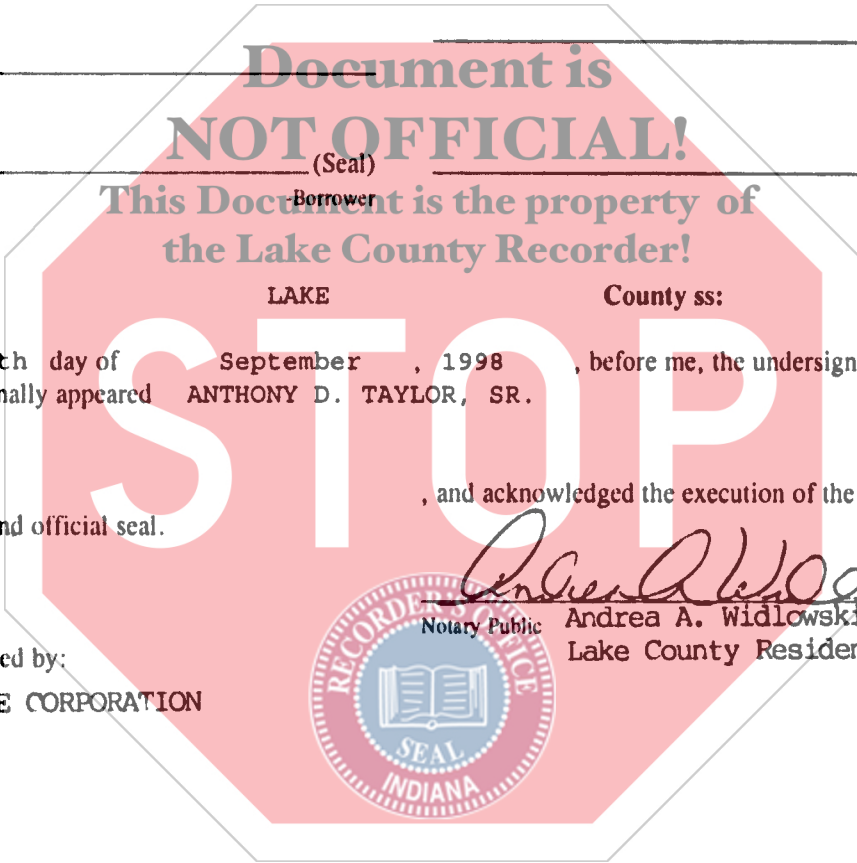 Document is
NOT OFFICIAL!
(Seal)
-Borrower
This Document is the property of
the Lake County Recorder!
LAKE County ss:
th day of September , 1998 , before me, the undersign
nally appeared ANTHONY D. TAYLOR, SR.
STOP
, and acknowledged the execution of the
nd official seal.
Notary Public Andrea A. Widlowski
Lake County Residen
ed by:
E CORPORATION
RECORDER'S OFFICE
SEAL
INDIANA